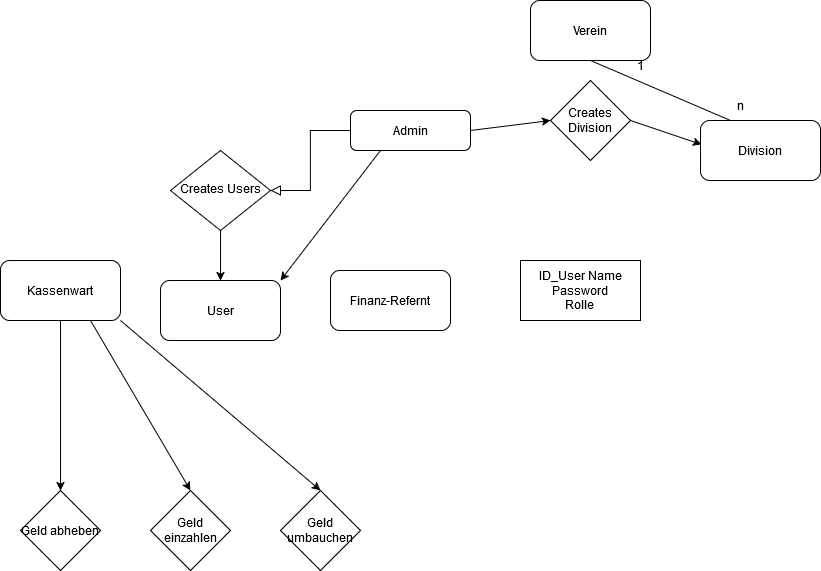 Verein
1
n
Creates
Division
Admin
Division
Creates Users
Kassenwart
User
Finanz-Refernt
ID_User Name
Password
Rolle
Geld abheben
Geld
einzahlen
Geld
umbauchen